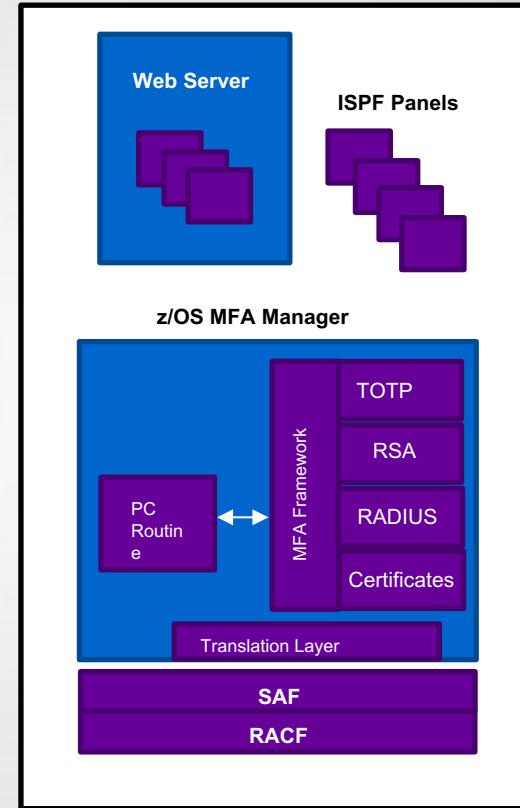 Web Server
ISPF Panels
z/OS MFA Manager
PC
Routin
e
MFA Framework
TOTP
RSA
RADIUS
Certificates
Translation Layer
SAF
RACF